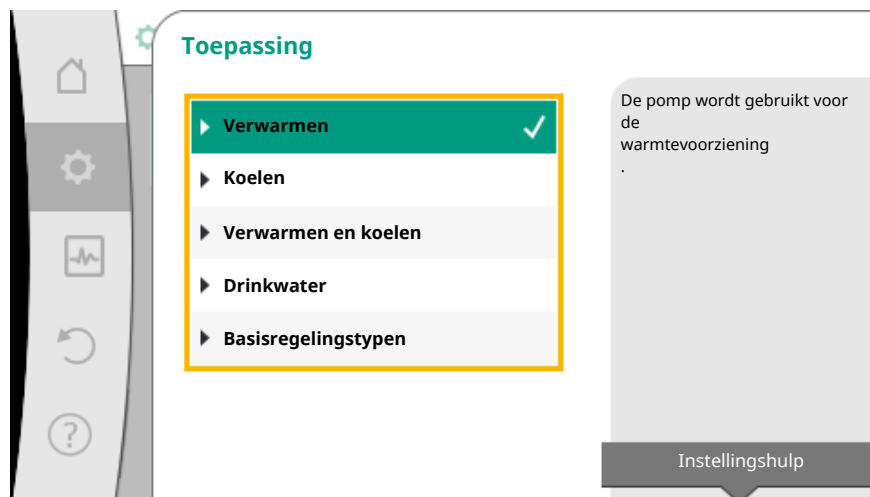 Toepassing
Verwarmen
Koelen
Verwarmen en koelen
Drinkwater
Basisregelingstypen
De pomp wordt gebruikt voor
de
warmtevoorziening
.
Instellingshulp
?